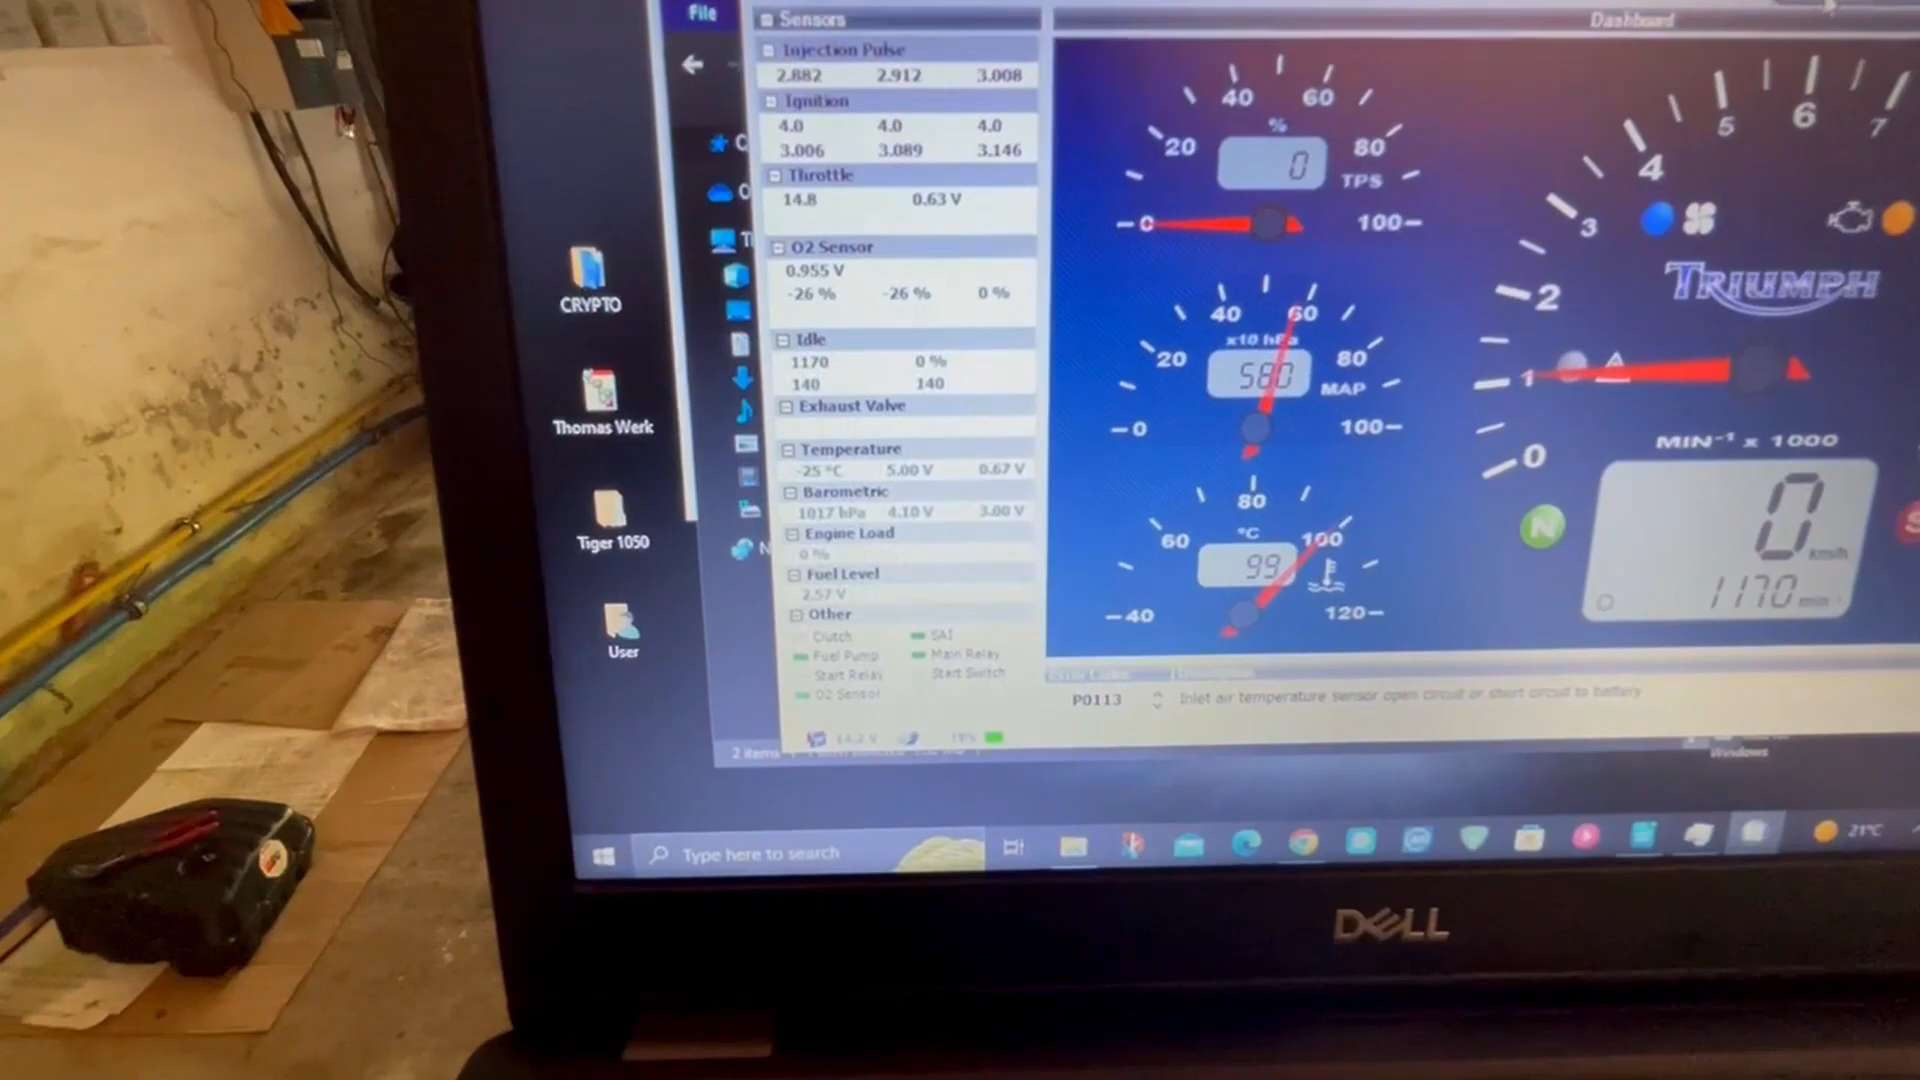 File
Sensors
Injection Pulse
2.882 2.912 3.008
Ignition
4.0 4.0 4.0
3.006 3.089 3.146
Throttle
14.8 0.63 V
O2 Sensor
0.955 V
-26 % -26 % 0 %
Idle
1170 0 %
140 140
Exhaust Valve
Temperature
-25 °C 5.00 V 0.67 V
Barometric
1017 hPa 4.10 V 3.00 V
Engine Load
0 %
Fuel Level
2.57 V
Other
Clutch SAI
Fuel Pump Main Relay
Start Relay Start Switch
O2 Sensor
2 items
Dashboard
0 20 40 60 80 100
%
0
TPS
0 20 40 60 80 100
x10 hPa
580
MAP
40 60 80 100 120
°C
99
0 1 2 3 4 5 6 7
TRIUMPH
MIN⁻¹ x 1000
N
0 km/h
1170 min
P0113 Inlet air temperature sensor open circuit or short circuit to battery
Windows
CRYPTO
Thomas Werk
Tiger 1050
User
Type here to search
21°C
DELL